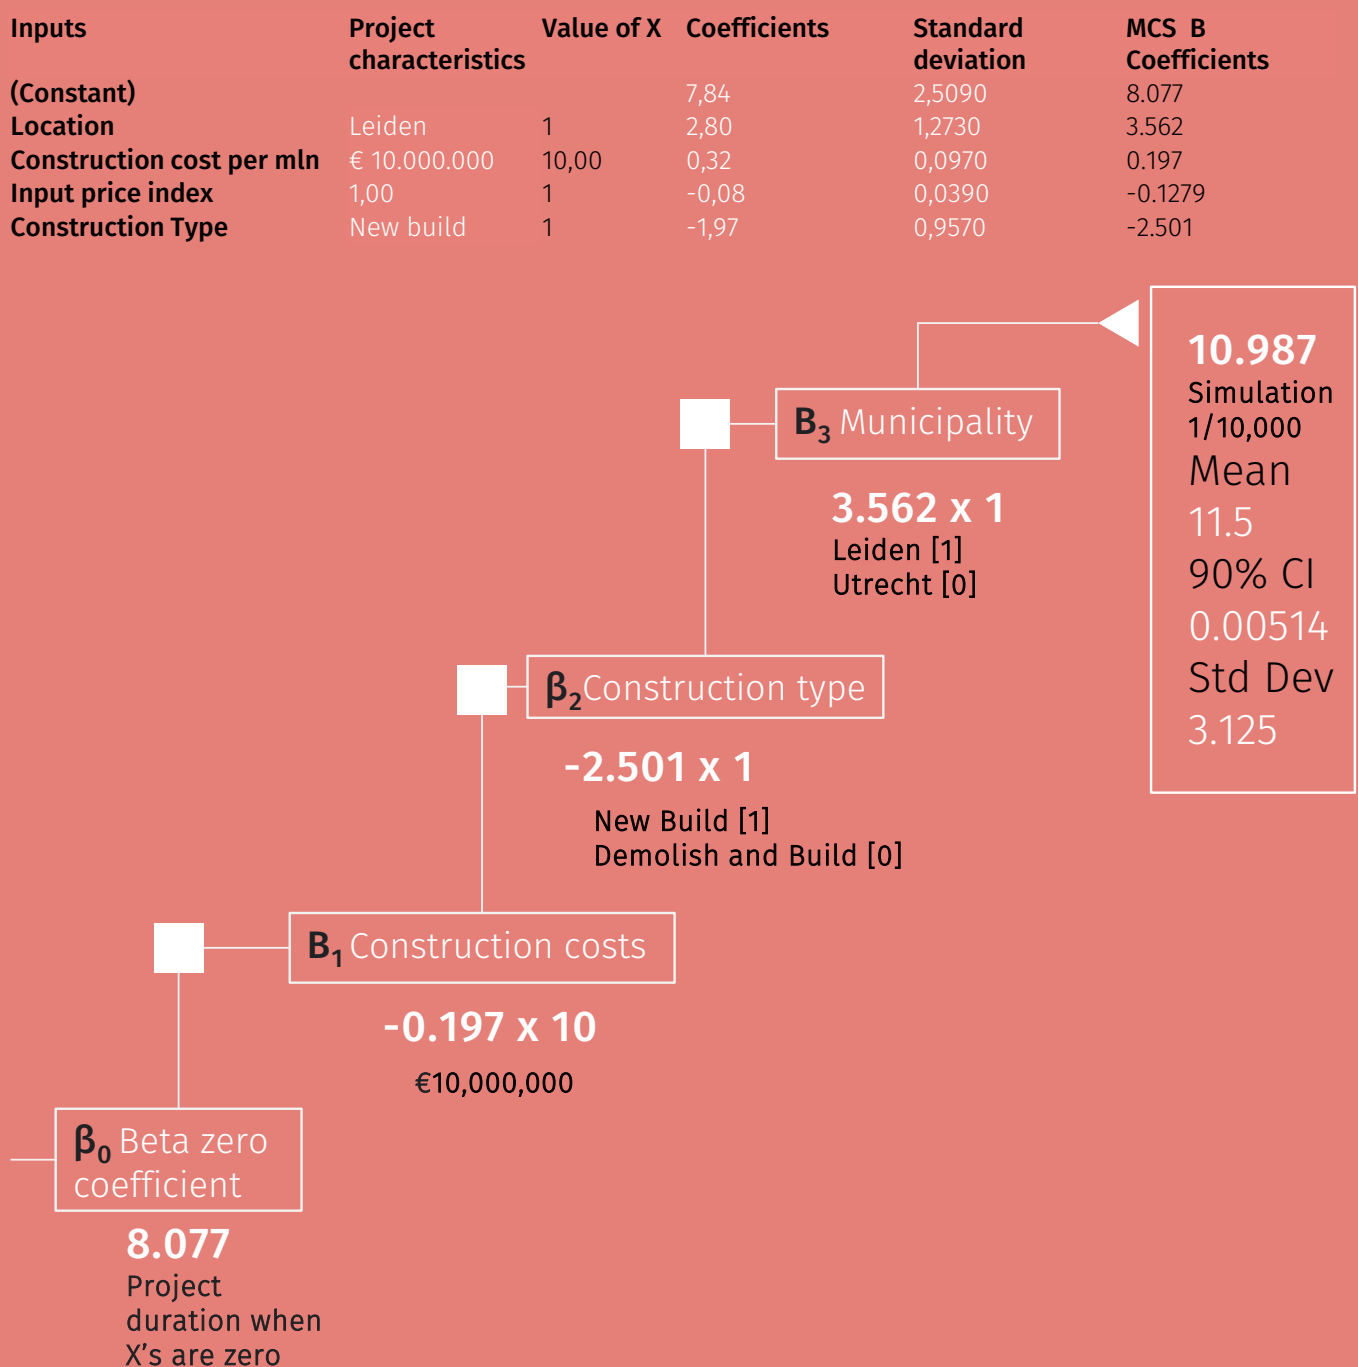 Inputs Project characteristics Value of X Coefficients Standard deviation MCS B Coefficients
(Constant) 7,84 2,5090 8.077
Location Leiden 1 2,80 1,2730 3.562
Construction cost per mln € 10.000.000 10,00 0,32 0,0970 0.197
Input price index 1,00 1 -0,08 0,0390 -0.1279
Construction Type New build 1 -1,97 0,9570 -2.501
10.987
Simulation
1/10,000
Mean
11.5
90% CI
0.00514
Std Dev
3.125
B3 Municipality
3.562 x 1
Leiden [1]
Utrecht [0]
β2 Construction type
-2.501 x 1
New Build [1]
Demolish and Build [0]
B1 Construction costs
-0.197 x 10
€10,000,000
β0 Beta zero
coefficient
8.077
Project
duration when
X's are zero